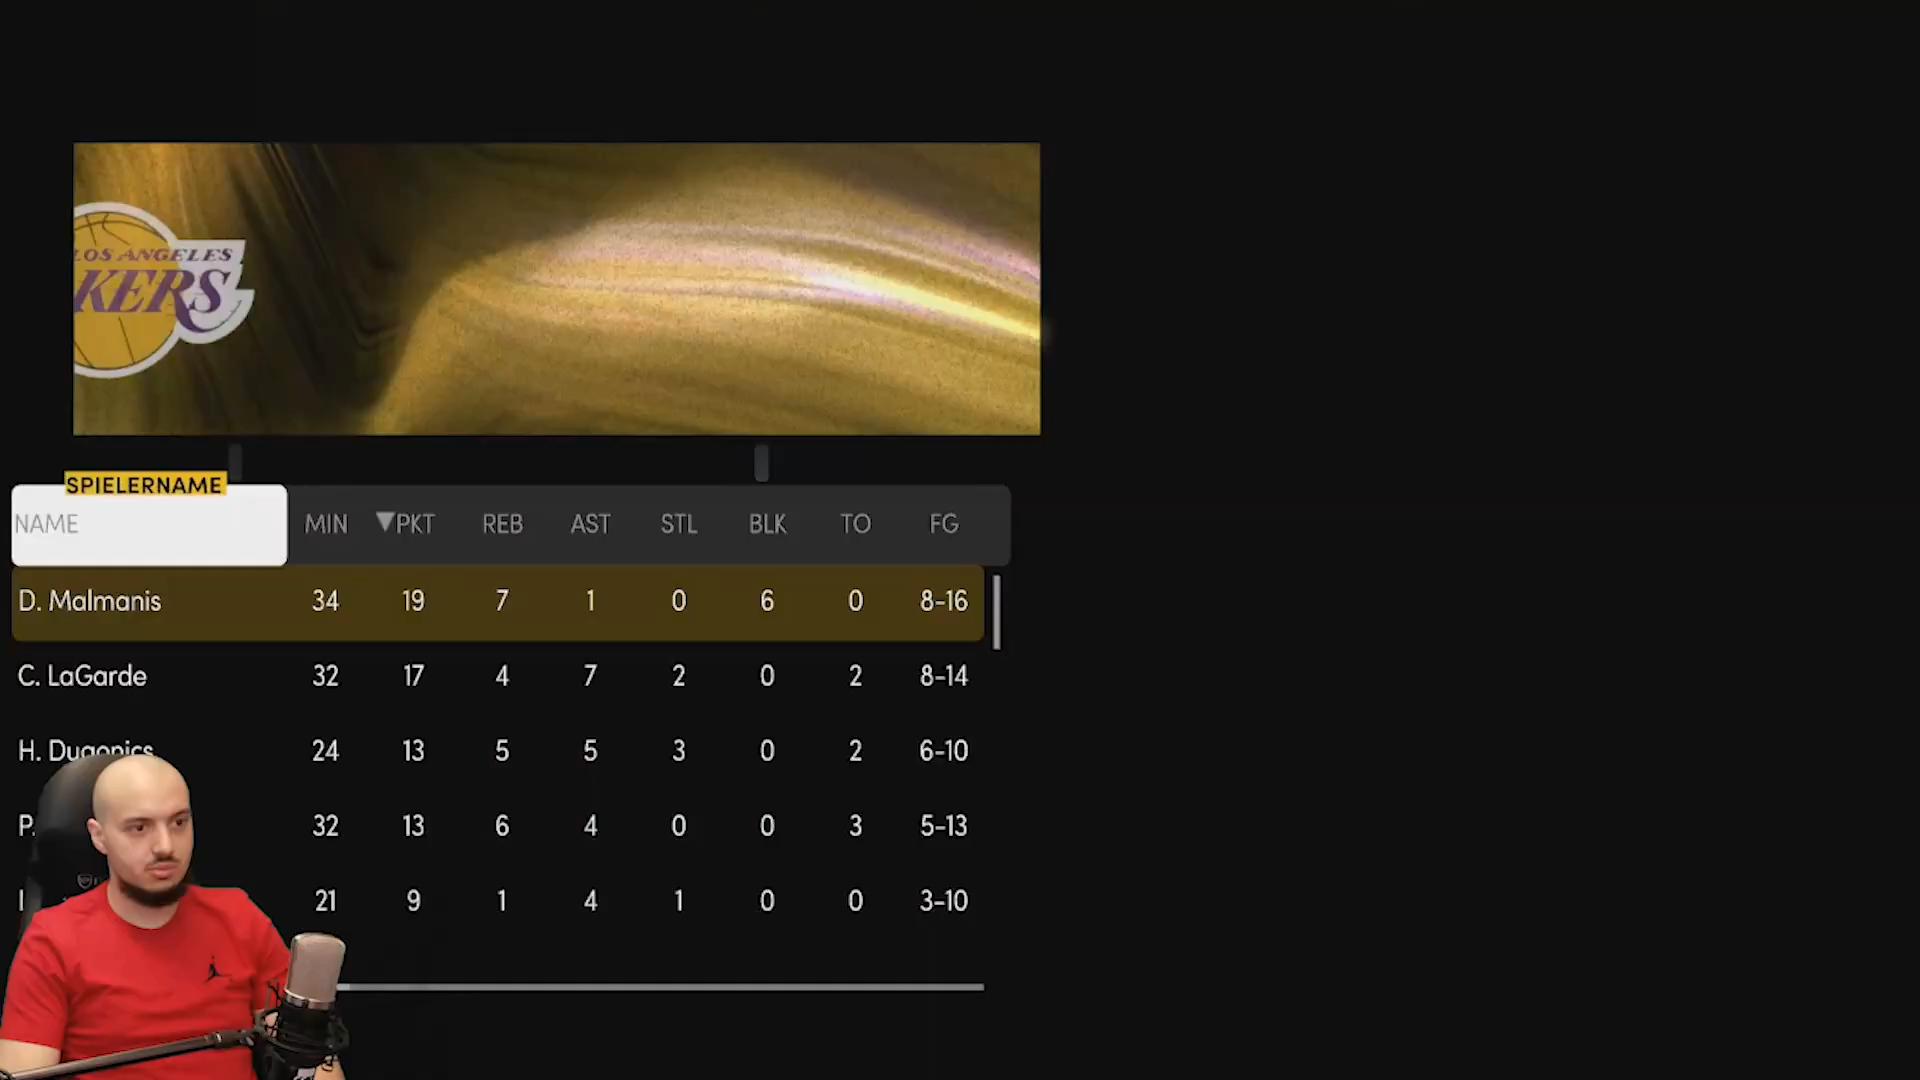 LOS ANGELES
KERS
SPIELERNAME
NAME MIN ▼PKT REB AST STL BLK TO FG
D. Malmanis 34 19 7 1 0 6 0 8-16
C. LaGarde 32 17 4 7 2 0 2 8-14
H. Dugonics 24 13 5 5 3 0 2 6-10
P. 32 13 6 4 0 0 3 5-13
21 9 1 4 1 0 0 3-10